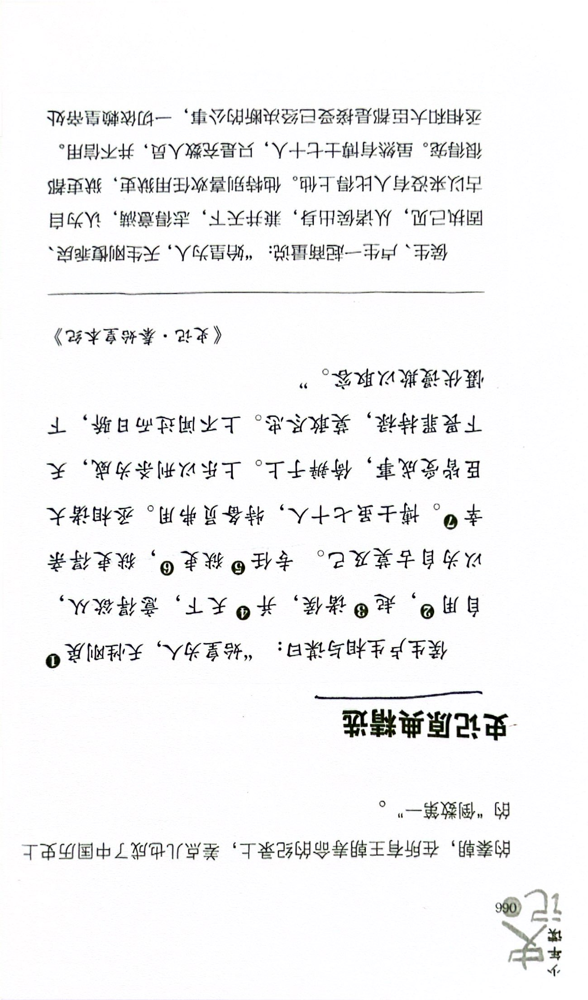 少年读
史记
066
的秦朝，在所有王朝寿命的纪录上，差点儿也成了中国历史上
的“倒数第一”。
史记原典精选
侯生卢生相与谋曰：“始皇为人，天性刚戾❶
自用❷，起❸诸侯，并❹天下，意得欲从，
以为自古莫及己。专任❺狱吏❻，狱吏得亲
幸❼。博士虽七十人，特备员弗用。丞相诸大
臣皆受成事，倚辨于上。上乐以刑杀为威，天
下畏罪持禄，莫敢尽忠。上不闻过而日骄，下
慑伏谩欺以取容。”
《史记·秦始皇本纪》
侯生、卢生一起商量说：“始皇为人，天生刚愎乖戾、
固执己见，从诸侯出身，兼并天下，志得意满，认为自
古以来没有人比得上他。他特别喜欢任用狱吏，狱吏都
很得宠。虽然有博士七十人，只是充数人员，并不信用。
丞相和大臣都是接受已经决断的公事，一切依赖皇帝处